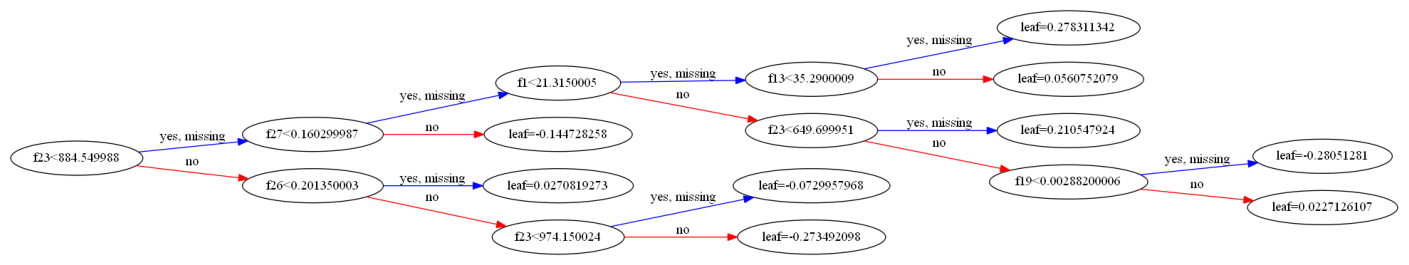 leaf=0.278311342
yes, missing
f13<35.2900009
no
leaf=0.0560752079
f1<21.3150005
yes, missing
no
yes, missing
f23<649.699951
yes, missing
leaf=0.210547924
no
f27<0.160299987
no
leaf=-0.144728258
yes, missing
f23<884.549988
no
f19<0.00288200006
yes, missing
leaf=-0.28051281
no
leaf=0.0227126107
f26<0.201350003
yes, missing
leaf=0.0270819273
no
f23<974.150024
yes, missing
leaf=-0.0729957968
no
leaf=-0.273492098